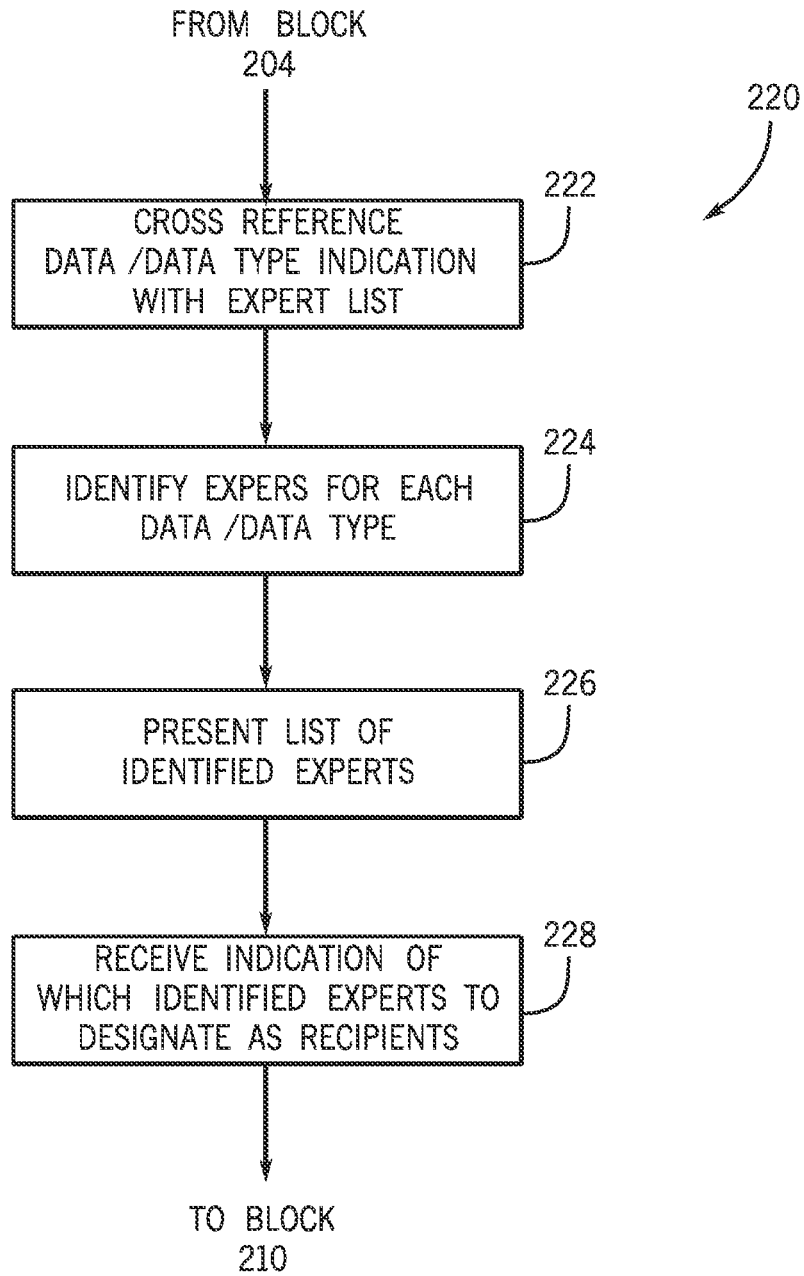 FROM BLOCK
204
220
222
CROSS REFERENCE
DATA /DATA TYPE INDICATION
WITH EXPERT LIST
224
IDENTIFY EXPERS FOR EACH
DATA /DATA TYPE
226
PRESENT LIST OF
IDENTIFIED EXPERTS
228
RECEIVE INDICATION OF
WHICH IDENTIFIED EXPERTS TO
DESIGNATE AS RECIPIENTS
TO BLOCK
210